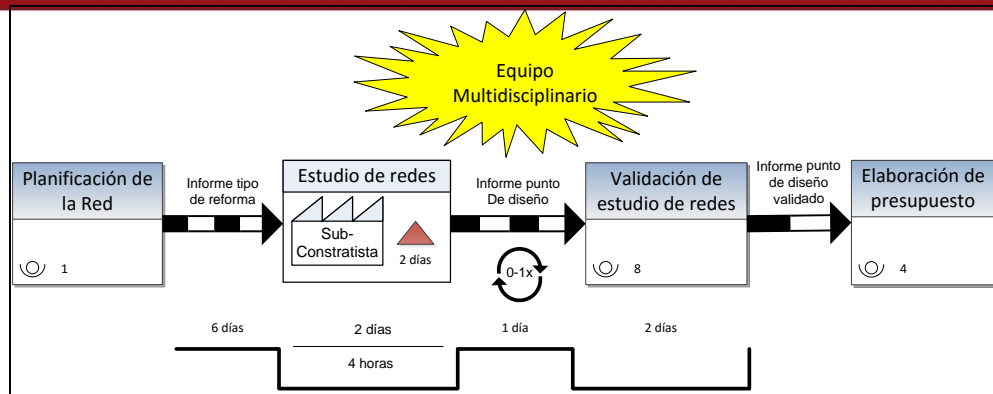 Equipo
Multidisciplinario
Planificación de
la Red
1
Informe tipo
de reforma
Estudio de redes
Sub-
Constratista
2 días
Informe punto
De diseño
0-1x
Validación de
estudio de redes
8
Informe punto
de diseño
validado
Elaboración de
presupuesto
4
6 días
2 días
4 horas
1 día
2 días